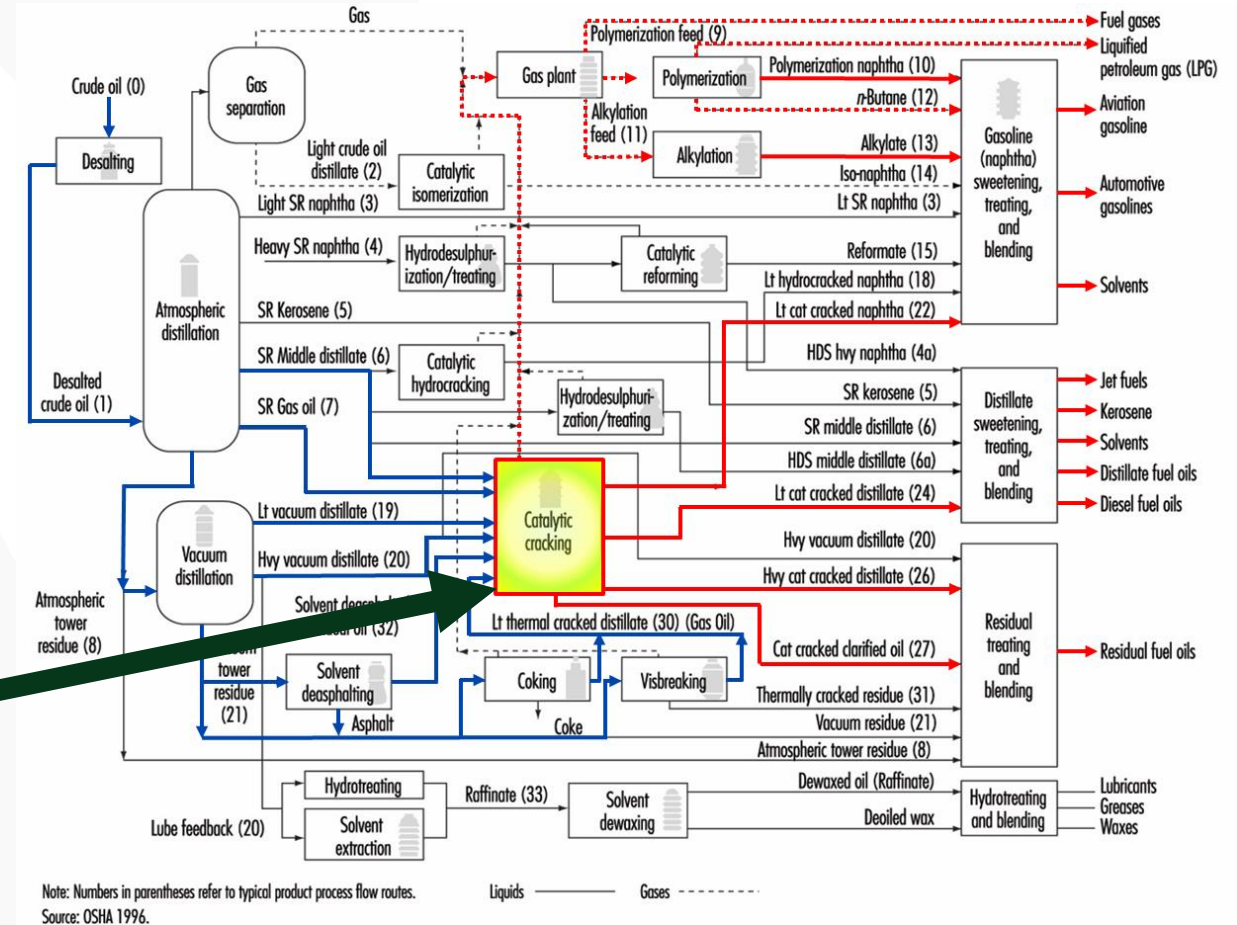 Gas
Crude oil (0)
Desalting
Gas
separation
Polymerization feed (9)
Gas plant
Polymerization
Polymerization naphtha (10)
n-Butane (12)
Alkylation
feed (11)
Alkylation
Alkylate (13)
Light crude oil
distillate (2)
Catalytic
isomerization
Iso-naphtha (14)
Light SR naphtha (3)
Lt SR naphtha (3)
Heavy SR naphtha (4)
Hydrodesulphur-
ization/treating
Catalytic
reforming
Reformate (15)
Lt hydrocracked naphtha (18)
Lt cat cracked naphtha (22)
Gasoline
(naphtha)
sweetening,
treating,
and
blending
Fuel gases
Liquified
petroleum gas (LPG)
Aviation
gasoline
Automotive
gasolines
Solvents
Atmospheric
distillation
Desalted
crude oil (1)
SR Kerosene (5)
SR Middle distillate (6)
Catalytic
hydrocracking
SR Gas oil (7)
Hydrodesulphuri-
zation/treating
HDS hvy naphtha (4a)
SR kerosene (5)
SR middle distillate (6)
HDS middle distillate (6a)
Lt cat cracked distillate (24)
Distillate
sweetening,
treating,
and
blending
Jet fuels
Kerosene
Solvents
Distillate fuel oils
Diesel fuel oils
Catalytic
cracking
Lt vacuum distillate (19)
Vacuum
distillation
Hvy vacuum distillate (20)
Hvy vacuum distillate (20)
Hvy cat cracked distillate (26)
Atmospheric
tower
residue (8)
Solvent
oil (32)
Lt thermal cracked distillate (30) (Gas Oil)
Cat cracked clarified oil (27)
tower
residue
(21)
Solvent
deasphalting
Asphalt
Coking
Coke
Visbreaking
Thermally cracked residue (31)
Vacuum residue (21)
Atmospheric tower residue (8)
Residual
treating
and
blending
Residual fuel oils
Lube feedback (20)
Hydrotreating
Solvent
extraction
Raffinate (33)
Solvent
dewaxing
Dewaxed oil (Raffinate)
Deoiled wax
Hydrotreating
and blending
Lubricants
Greases
Waxes
Note: Numbers in parentheses refer to typical product process flow routes.
Liquids
Gases
Source: OSHA 1996.